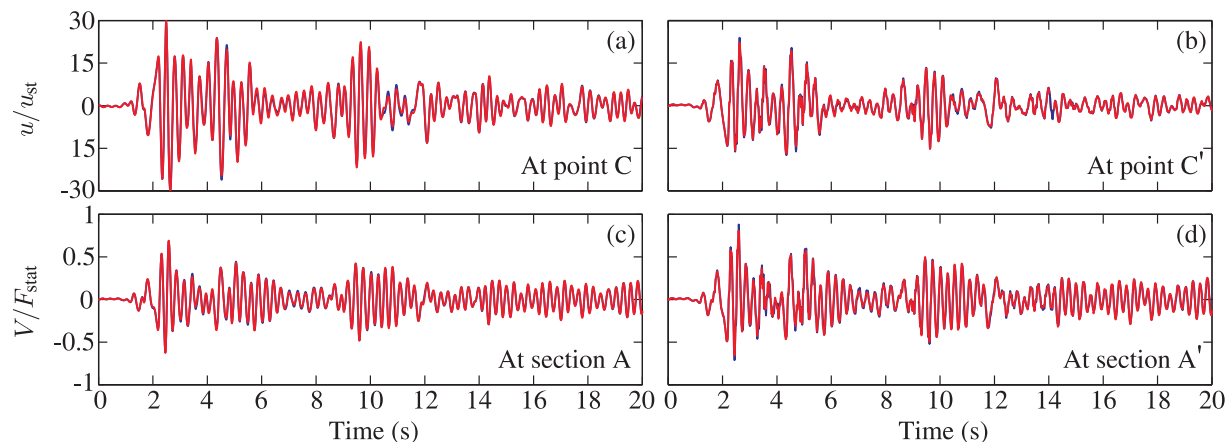 30
15
0
15
-30
u/u_st
(a)
At point C
(b)
At point C'
1
0.5
0
-0.5
-1
V/F_stat
(c)
At section A
0 2 4 6 8 10 12 14 16 18 20
Time (s)
(d)
At section A'
0 2 4 6 8 10 12 14 16 18 20
Time (s)